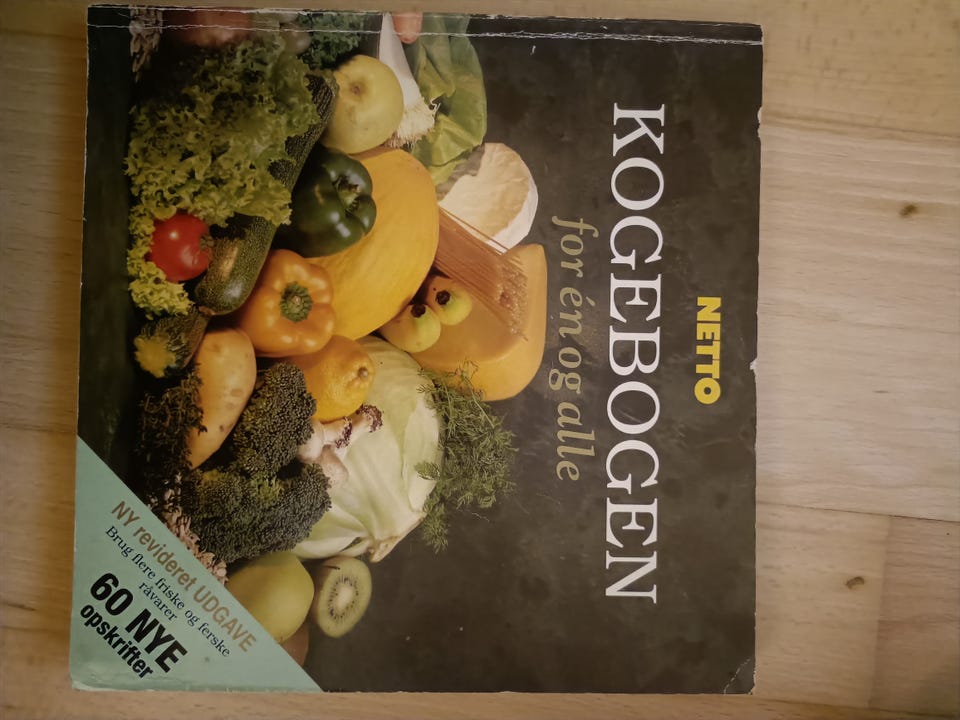 NETTO
KOGEBOGEN
for én og alle
NY revideret UDGAVE
Brug flere friske og ferske
råvarer
60 NYE
opskrifter